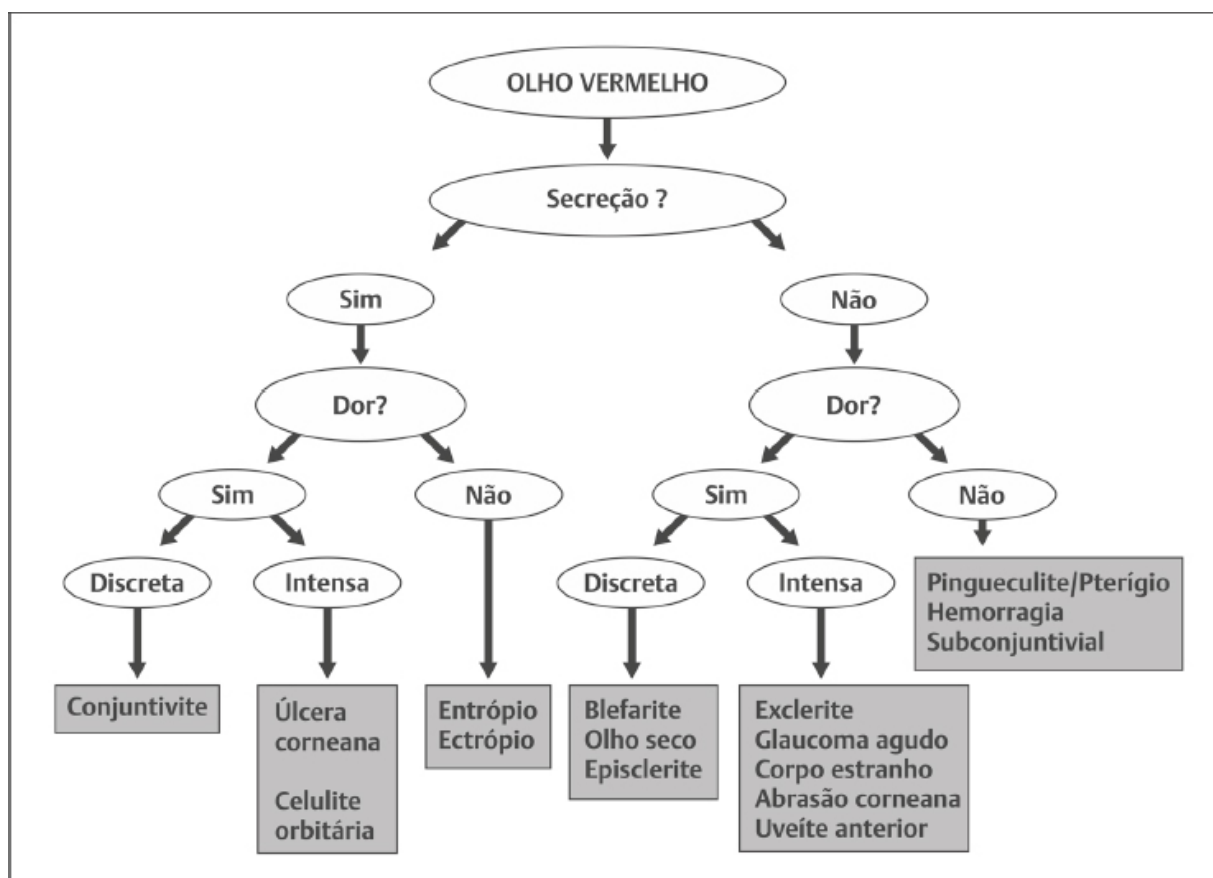 OLHO VERMELHO
Secreção ?
Sim
Não
Dor?
Dor?
Sim
Não
Sim
Não
Discreta
Intensa
Discreta
Intensa
Pingueculite/Pterígio
Hemorragia
Subconjuntivial
Conjuntivite
Úlcera
corneana
Celulite
orbitária
Entrópio
Ectrópio
Blefarite
Olho seco
Episclerite
Exclerite
Glaucoma agudo
Corpo estranho
Abrasão corneana
Uveíte anterior